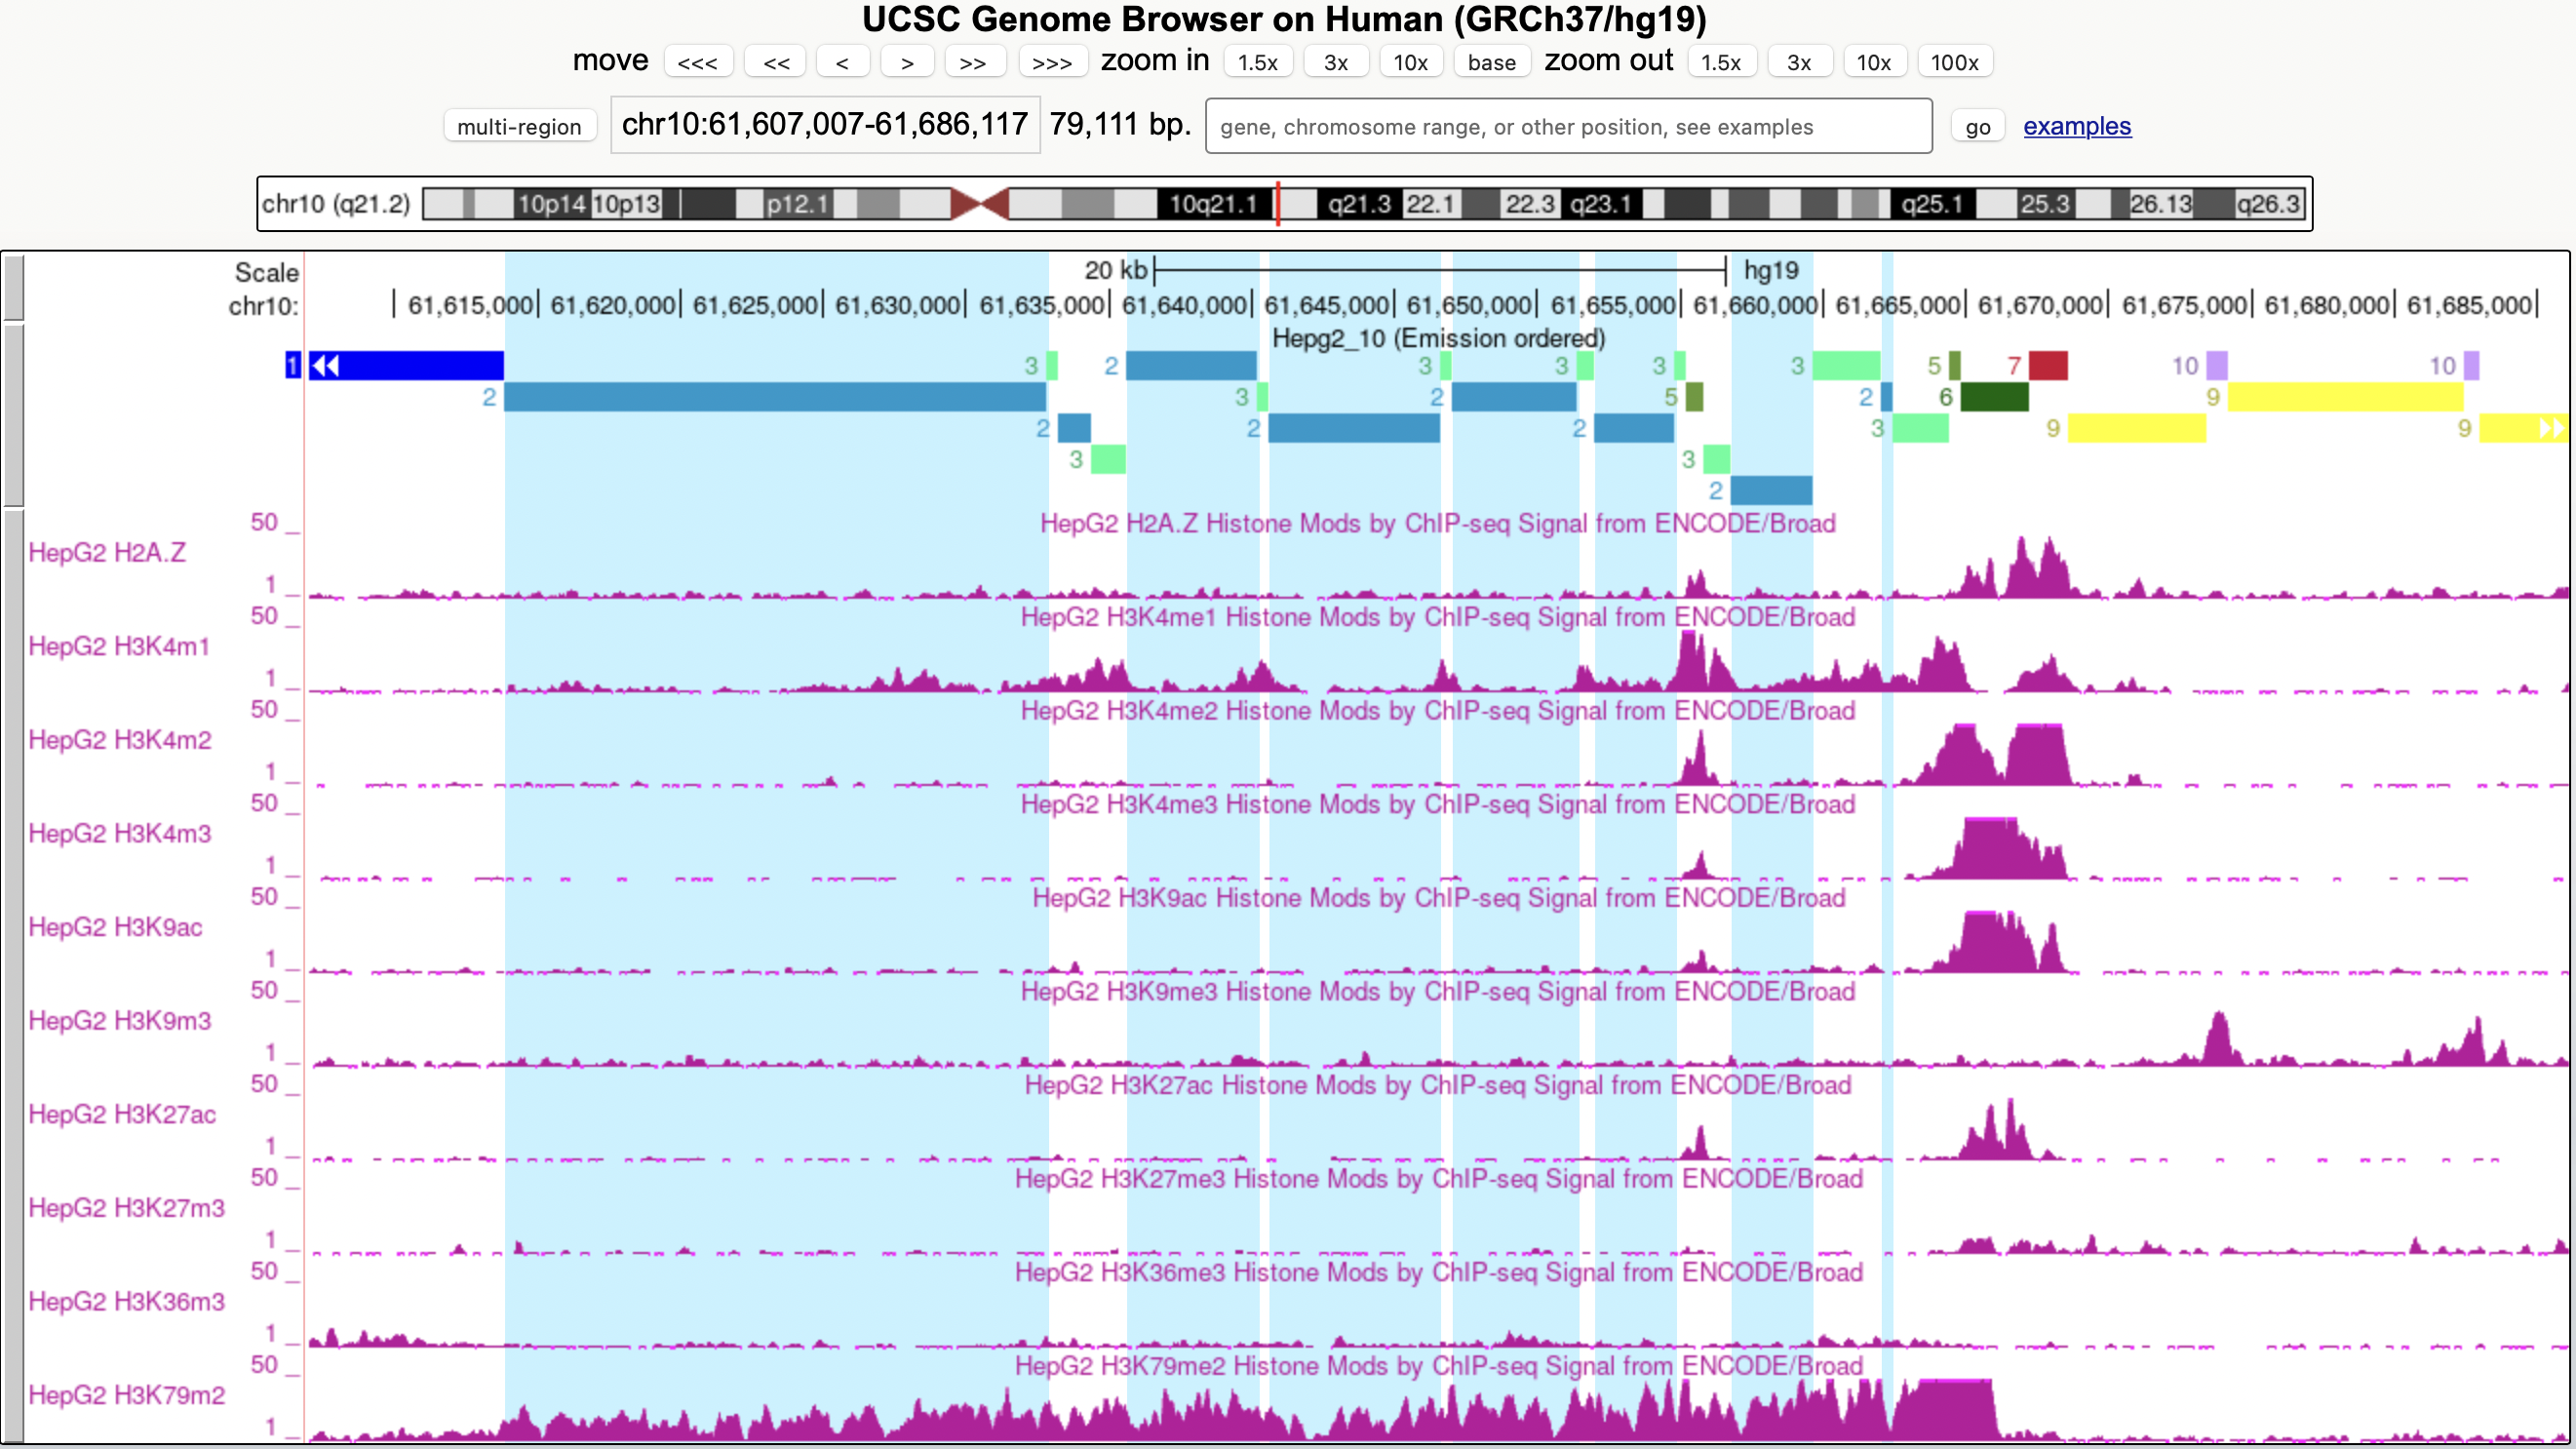 UCSC Genome Browser on Human (GRCh37/hg19)
move <<< << < > >> >>> zoom in 1.5x 3x 10x base zoom out 1.5x 3x 10x 100x
multi-region chr10:61,607,007-61,686,117 79,111 bp. gene, chromosome range, or other position, see examples go examples
chr10 (q21.2) 10p14 10p13 p12.1 10q21.1 q21.3 22.1 22.3 q23.1 q25.1 25.3 26.13 q26.3
Scale 20 kb hg19
chr10: 61,615,000 61,620,000 61,625,000 61,630,000 61,635,000 61,640,000 61,645,000 61,650,000 61,655,000 61,660,000 61,665,000 61,670,000 61,675,000 61,680,000 61,685,000
Hepg2_10 (Emission ordered)
1 3 2 3 3 3 3 5 7 10 10
2 3 2 5 2 6 9
2 2 2 3 9 9
3 3
2
50 HepG2 H2A.Z Histone Mods by ChIP-seq Signal from ENCODE/Broad
HepG2 H2A.Z
1
50 HepG2 H3K4me1 Histone Mods by ChIP-seq Signal from ENCODE/Broad
HepG2 H3K4m1
1
50 HepG2 H3K4me2 Histone Mods by ChIP-seq Signal from ENCODE/Broad
HepG2 H3K4m2
1
50 HepG2 H3K4me3 Histone Mods by ChIP-seq Signal from ENCODE/Broad
HepG2 H3K4m3
1
50 HepG2 H3K9ac Histone Mods by ChIP-seq Signal from ENCODE/Broad
HepG2 H3K9ac
1
50 HepG2 H3K9me3 Histone Mods by ChIP-seq Signal from ENCODE/Broad
HepG2 H3K9m3
1
50 HepG2 H3K27ac Histone Mods by ChIP-seq Signal from ENCODE/Broad
HepG2 H3K27ac
1
50 HepG2 H3K27me3 Histone Mods by ChIP-seq Signal from ENCODE/Broad
HepG2 H3K27m3
1
50 HepG2 H3K36me3 Histone Mods by ChIP-seq Signal from ENCODE/Broad
HepG2 H3K36m3
1
50 HepG2 H3K79me2 Histone Mods by ChIP-seq Signal from ENCODE/Broad
HepG2 H3K79m2
1